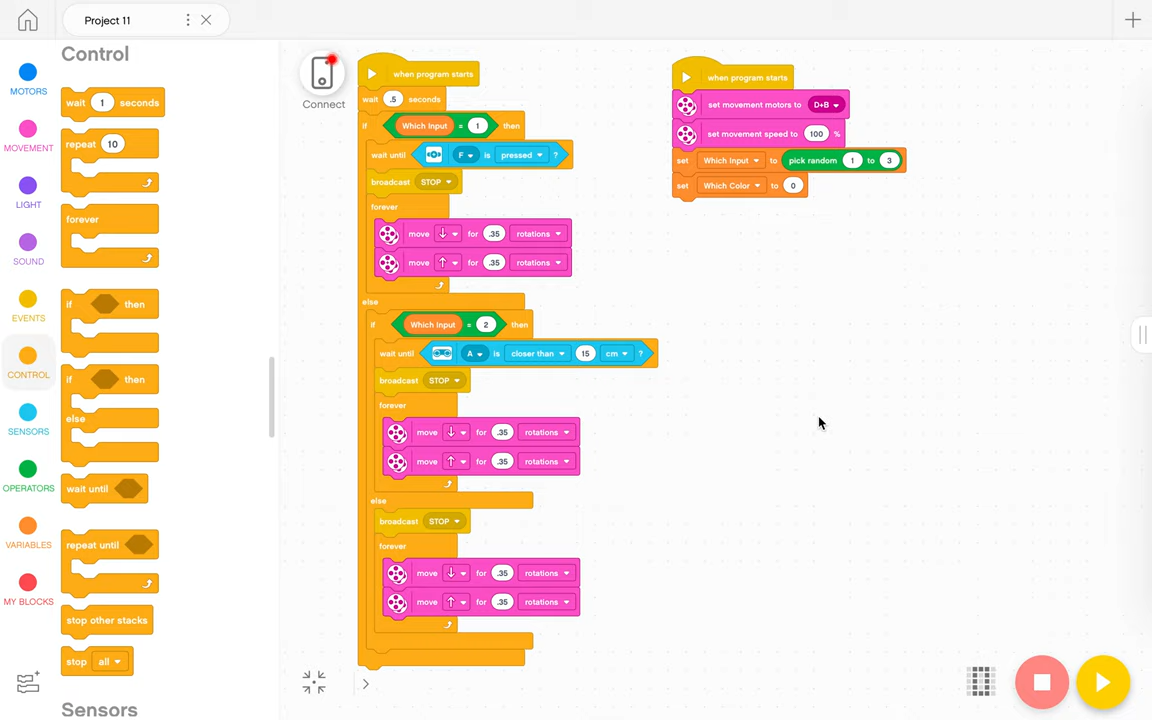 Project 11
Control
MOTORS
MOVEMENT
LIGHT
SOUND
EVENTS
CONTROL
SENSORS
OPERATORS
VARIABLES
MY BLOCKS
wait 1 seconds
repeat 10
forever
if then
if then
else
wait until
repeat until
stop other stacks
stop all
Sensors
Connect
when program starts
wait .5 seconds
if Which Input = 1 then
wait until F is pressed ?
broadcast STOP
forever
move for .35 rotations
move for .35 rotations
else
if Which Input = 2 then
wait until A is closer than 15 cm ?
broadcast STOP
forever
move for .35 rotations
move for .35 rotations
else
broadcast STOP
forever
move for .35 rotations
move for .35 rotations
when program starts
set movement motors to D+B
set movement speed to 100 %
set Which Input to pick random 1 to 3
set Which Color to 0